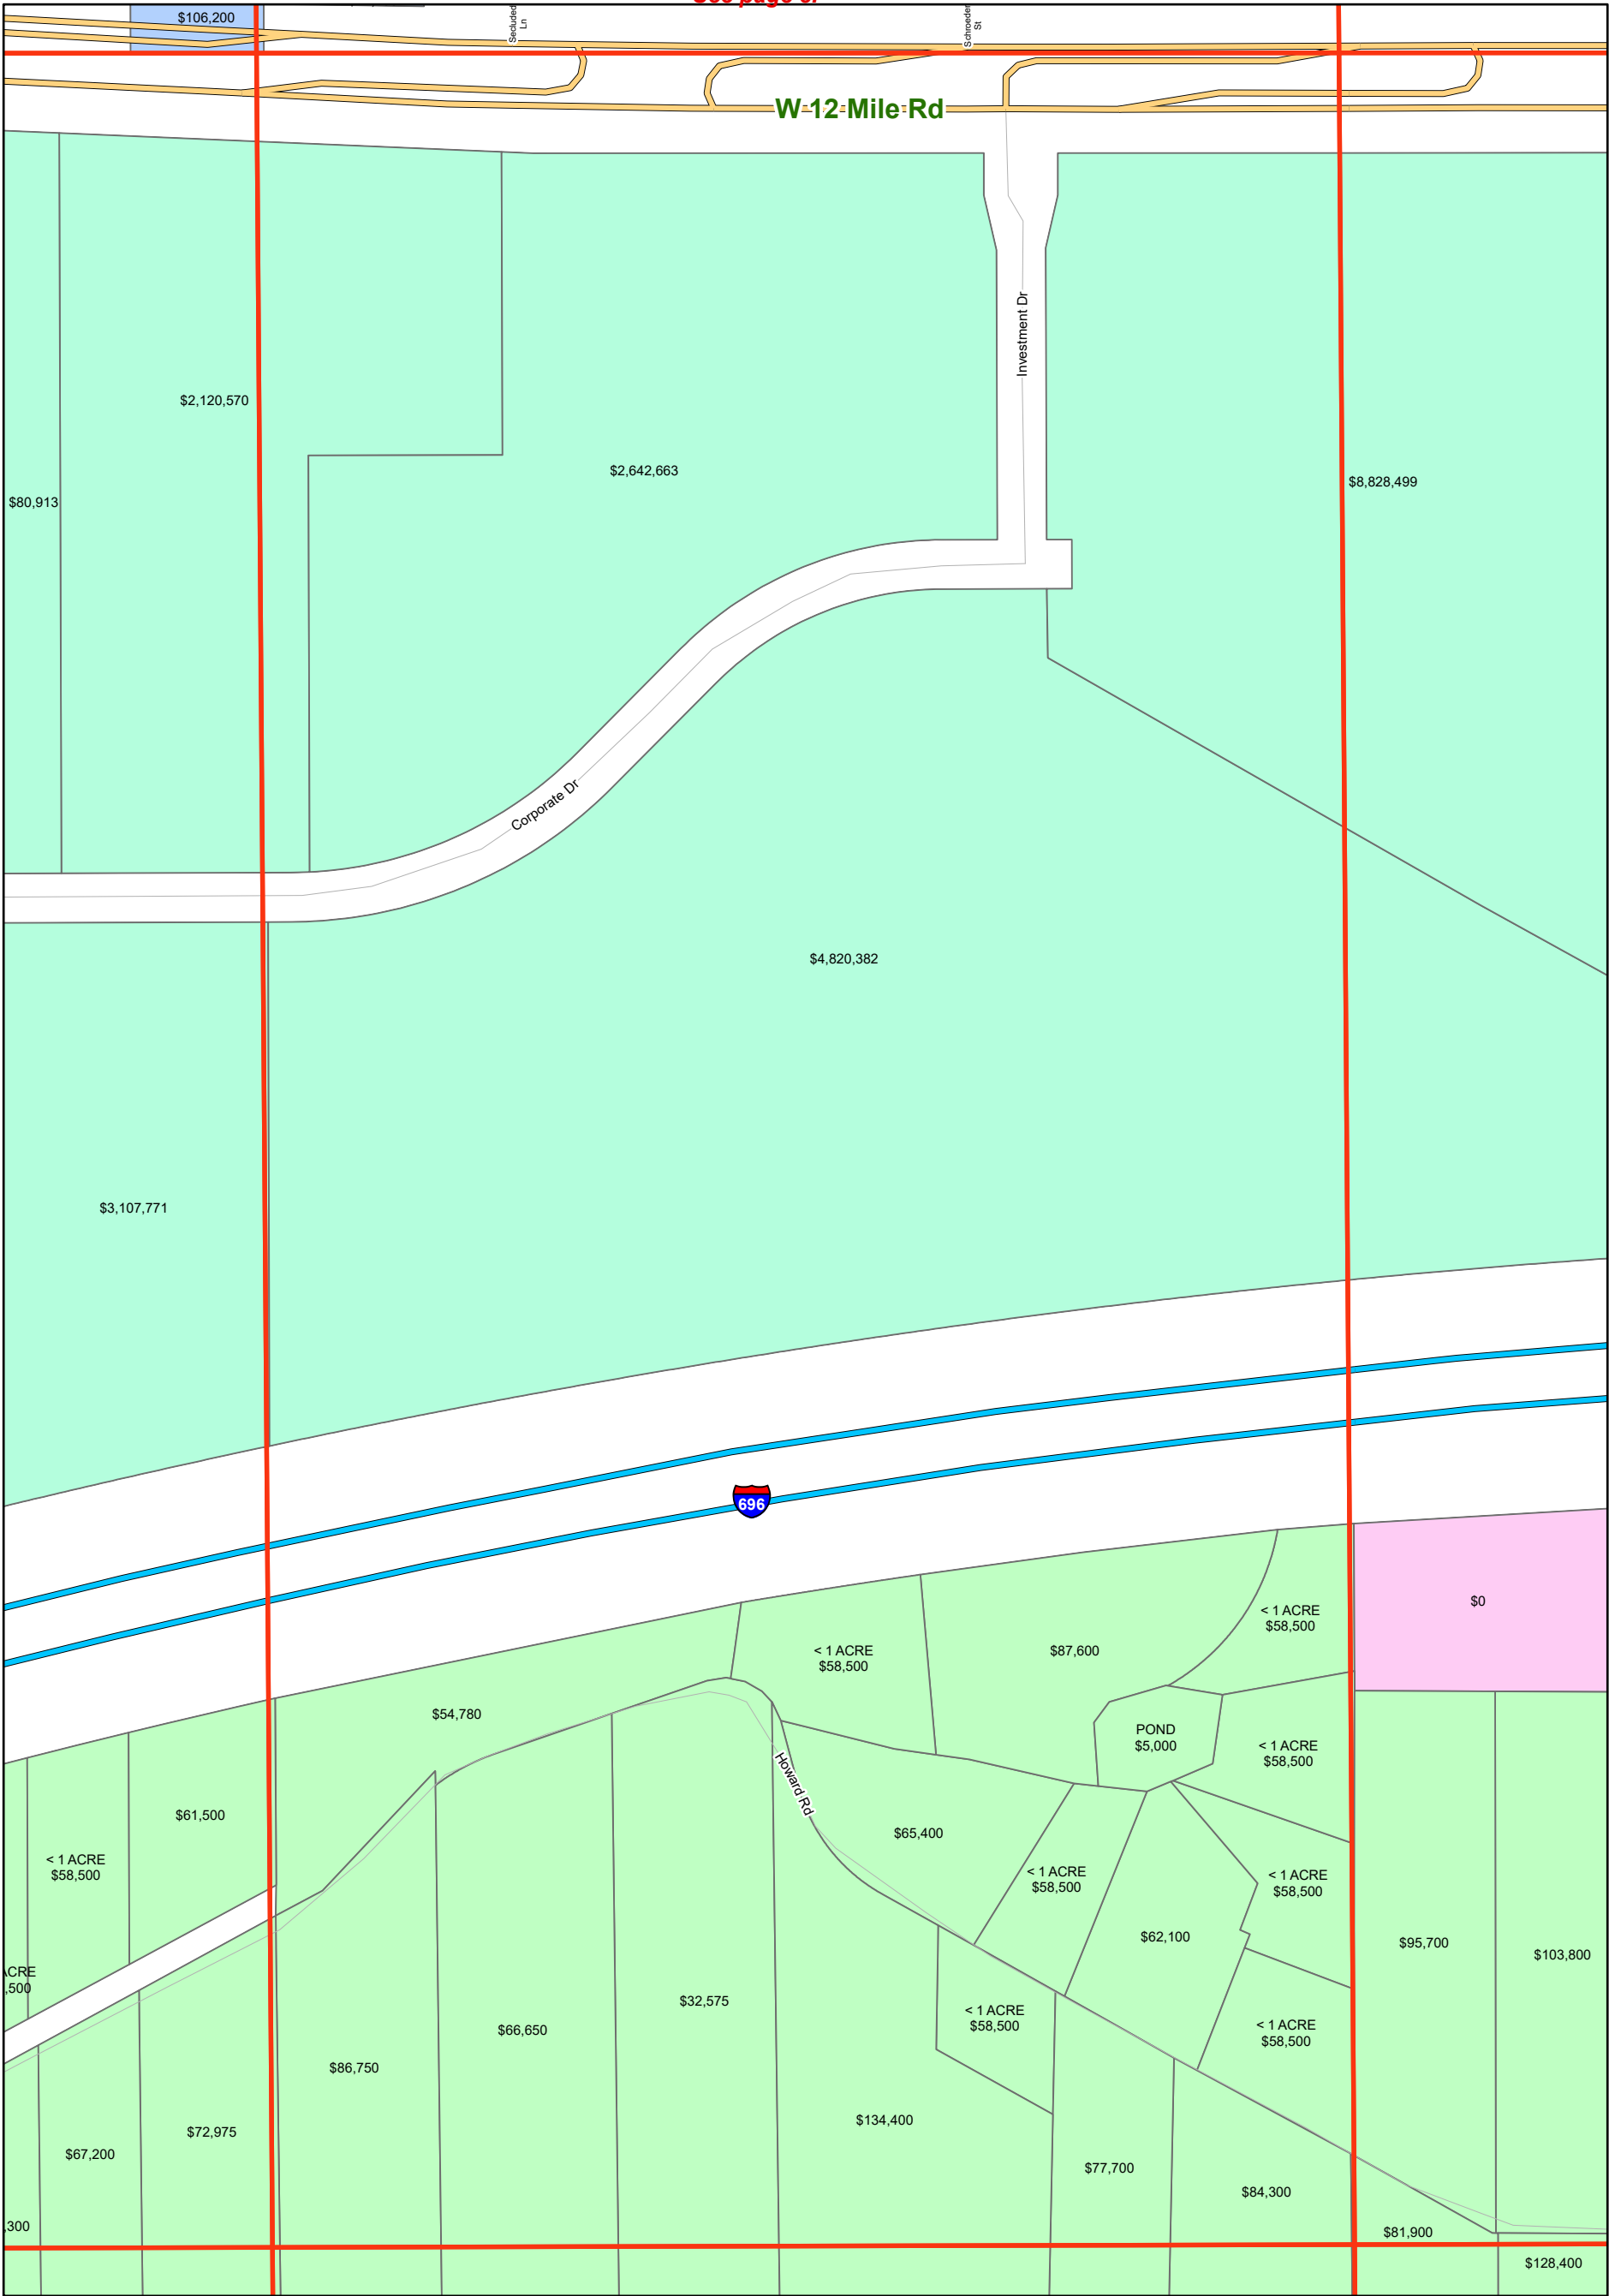 $106,200
Secluded
Ln
Schroeder
St
W 12 Mile Rd
Investment Dr
$2,120,570
$2,642,663
$8,828,499
$80,913
Corporate Dr
$4,820,382
$3,107,771
696
$0
< 1 ACRE
$58,500
< 1 ACRE
$58,500
$87,600
$54,780
POND
$5,000
< 1 ACRE
$58,500
Howard Rd
$61,500
$65,400
< 1 ACRE
$58,500
< 1 ACRE
$58,500
< 1 ACRE
$58,500
$62,100
$95,700
$103,800
ACRE
,500
$32,575
< 1 ACRE
$58,500
< 1 ACRE
$58,500
$66,650
$86,750
$134,400
$72,975
$67,200
$77,700
$84,300
,300
$81,900
$128,400